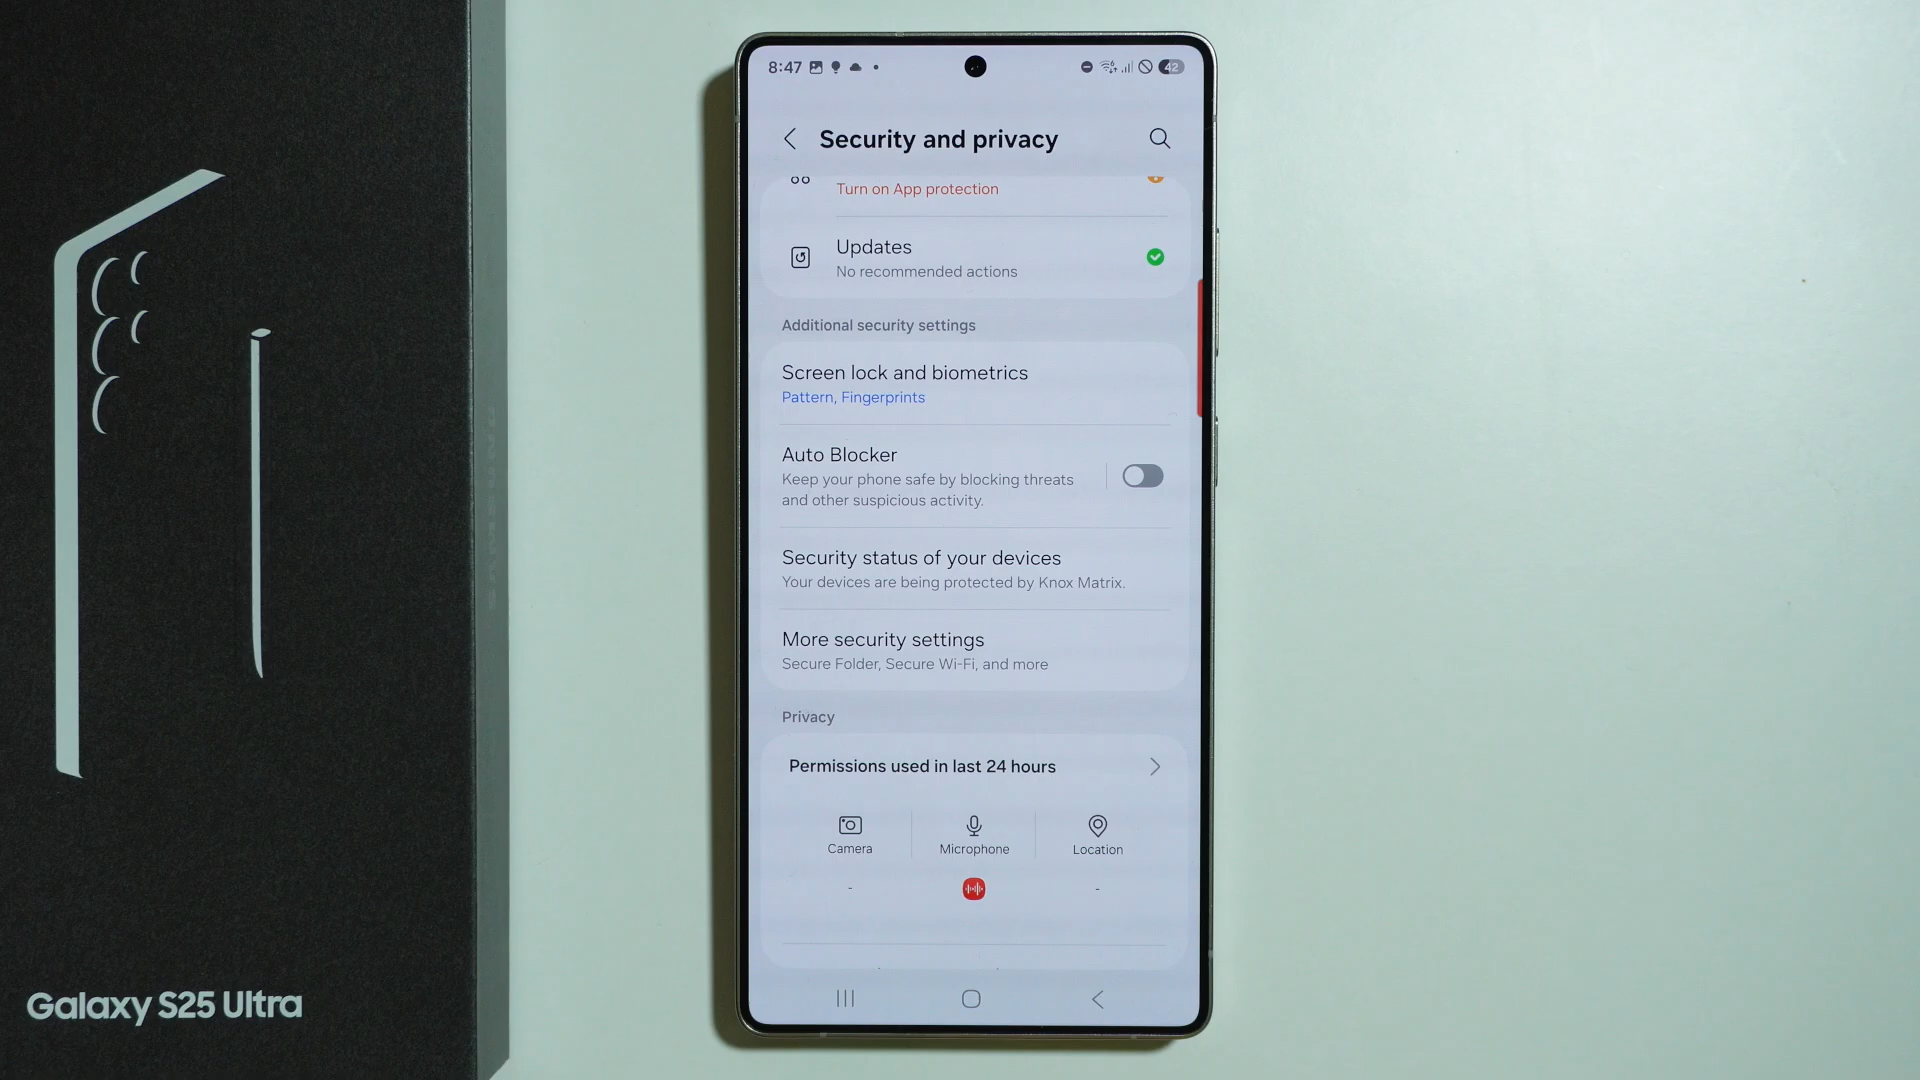 8:47
42
Security and privacy
Turn on App protection
Updates
No recommended actions
Additional security settings
Screen lock and biometrics
Pattern, Fingerprints
Auto Blocker
Keep your phone safe by blocking threats
and other suspicious activity.
Security status of your devices
Your devices are being protected by Knox Matrix.
More security settings
Secure Folder, Secure Wi-Fi, and more
Privacy
Permissions used in last 24 hours
Camera
Microphone
Location
-
-
Galaxy S25 Ultra